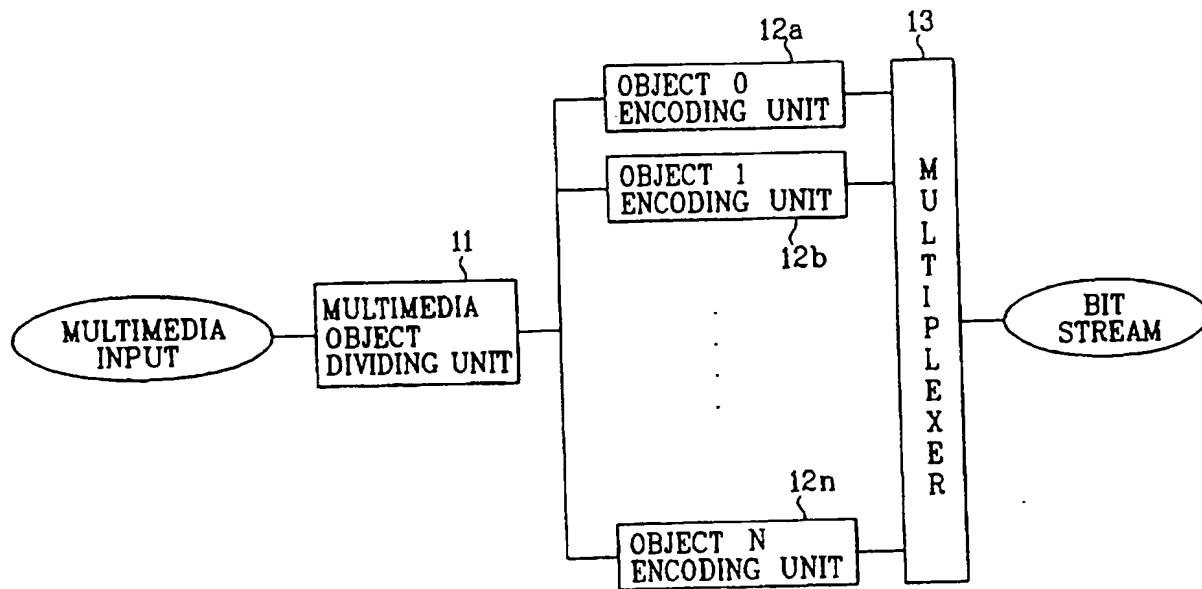 12a
13
OBJECT 0
ENCODING UNIT
OBJECT 1
ENCODING UNIT
12b
11
MULTIMEDIA
INPUT
MULTIMEDIA
OBJECT
DIVIDING UNIT
MULTIPLEXER
BIT
STREAM
12n
OBJECT N
ENCODING UNIT